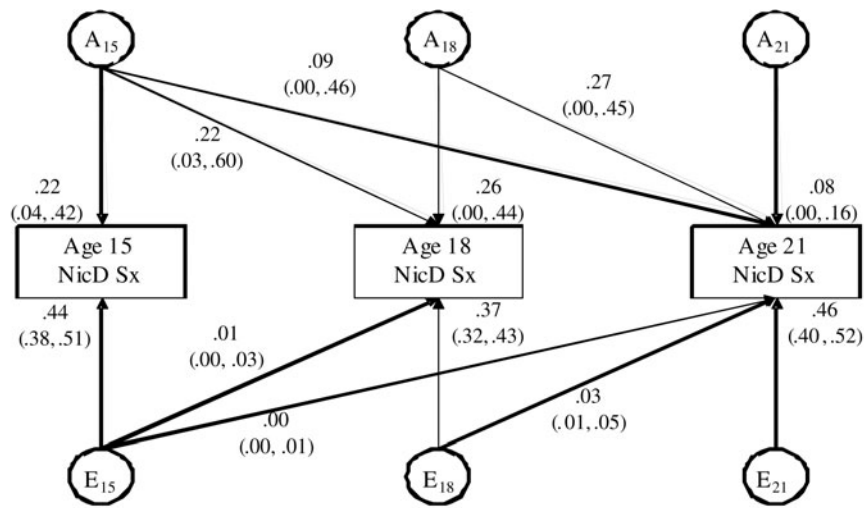 A15
A18
A21
.09
(.00, .46)
.27
(.00, .45)
.22
(.03, .60)
.22
(.04, .42)
.26
(.00, .44)
.08
(.00, .16)
Age 15
NicD Sx
Age 18
NicD Sx
Age 21
NicD Sx
.44
(.38, .51)
.01
(.00, .03)
.37
(.32, .43)
.46
(.40, .52)
.00
(.00, .01)
.03
(.01, .05)
E15
E18
E21